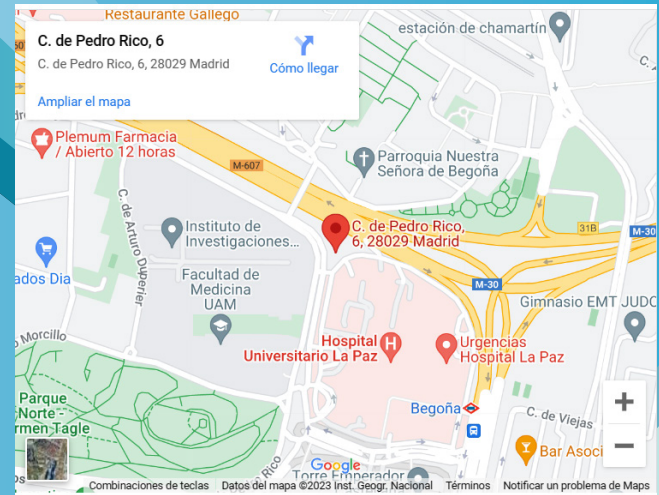 Restaurante Gallego
C. de Pedro Rico, 6
C. de Pedro Rico, 6, 28029 Madrid
Cómo llegar
Ampliar el mapa
estación de chamartín
Plemum Farmacia
/ Abierto 12 horas
M-607
Parroquia Nuestra
Señora de Begoña
C. de Arturo Duperier
Instituto de
Investigaciones...
C. de Pedro Rico,
6, 28029 Madrid
31B
M-30
ados Dia
Facultad de
Medicina
UAM
M-30
Gimnasio EMT JUDO
Morcillo
Hospital
Universitario La Paz
H
Urgencias
Hospital La Paz
Parque
Norte -
rmen Tagle
Begoña
C. de Viejas
Bar Asoci
Rico
Torre Emperador
Google
Combinaciones de teclas
Datos del mapa ©2023 Inst. Geogr. Nacional
Términos
Notificar un problema de Maps